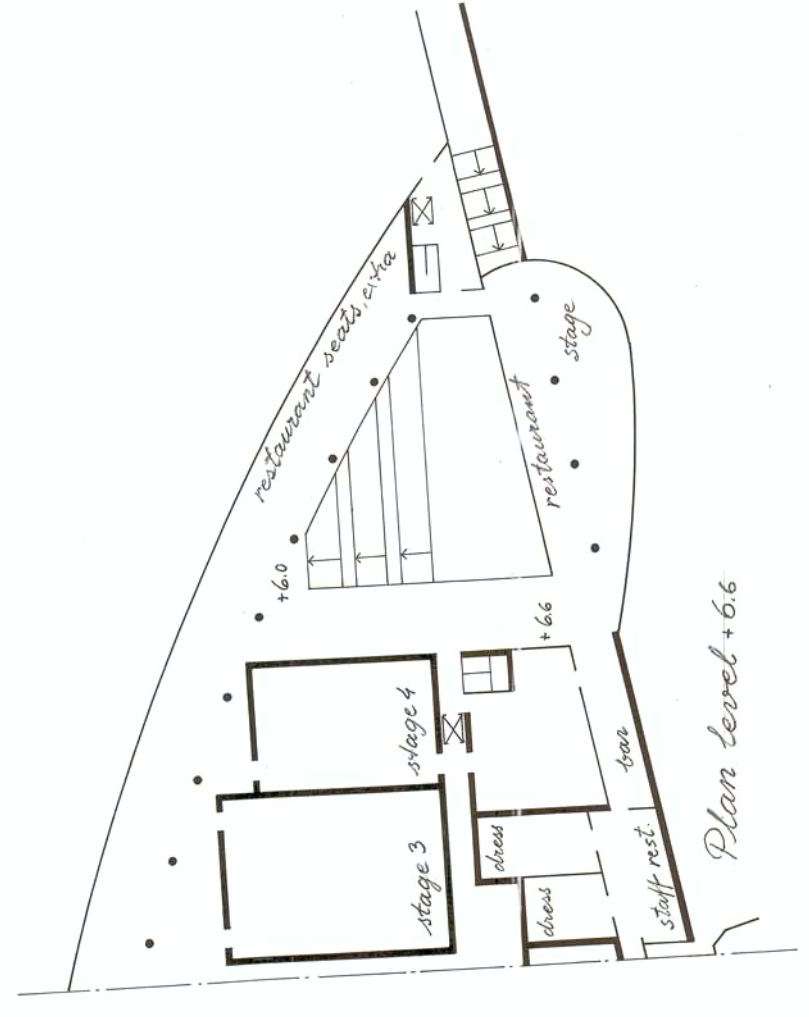 restaurant seats, extra
stage
restaurant
+6.0
+6.6
stage 4
bar
stage 3
dress
dress
staff rest.
Plan level +6.6